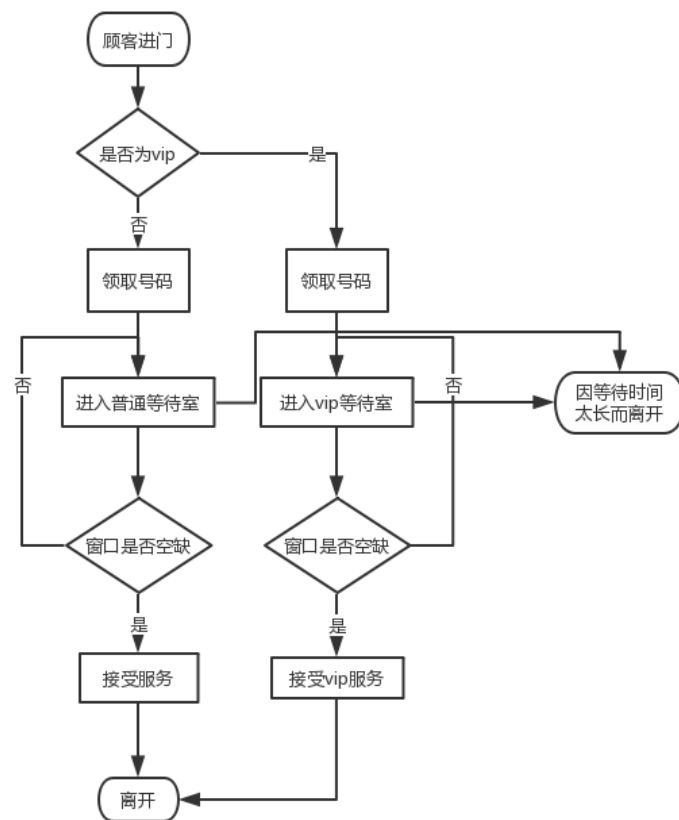 顾客进门
是否为vip
是
否
领取号码
领取号码
否
进入普通等待室
进入vip等待室
否
因等待时间
太长而离开
窗口是否空缺
窗口是否空缺
是
是
接受服务
接受vip服务
离开